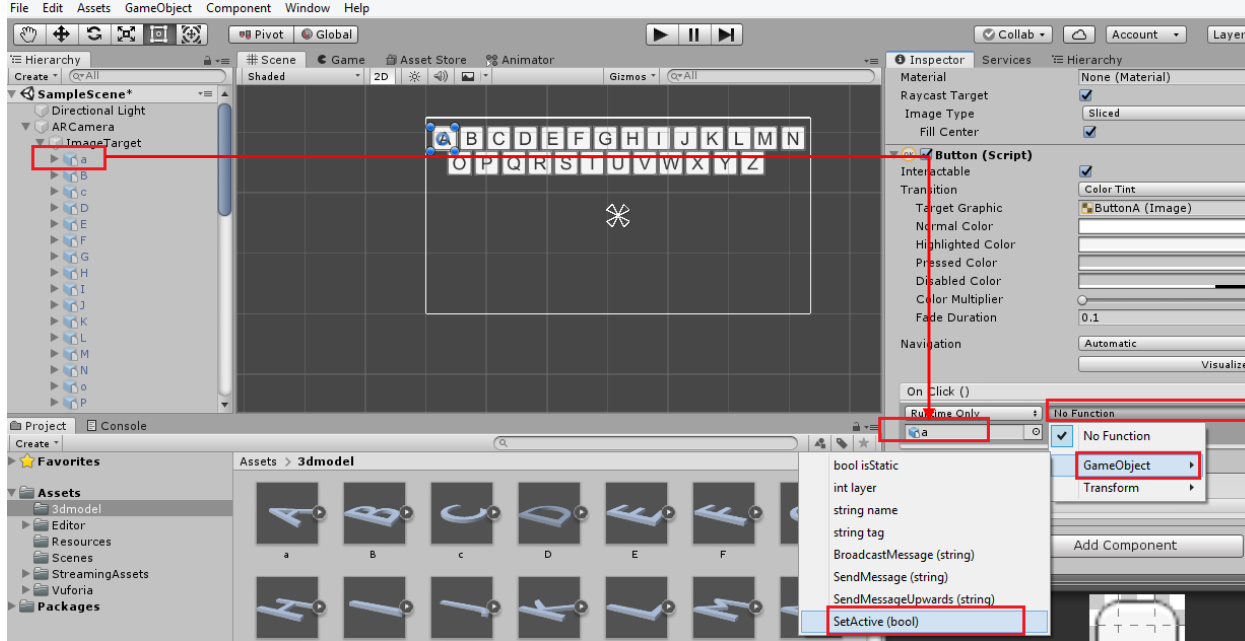 File Edit Assets GameObject Component Window Help
Pivot Global Collab Account Layer
Hierarchy
Create All
SampleScene*
Directional Light
ARCamera
ImageTarget
a
B
c
D
E
F
G
H
I
J
K
L
M
N
o
P
Scene Game Asset Store Animator
Shaded 2D Gizmos All
A B C D E F G H I J K L M N
O P Q R S T U V W X Y Z
Inspector Services Hierarchy
Material None (Material)
Raycast Target
Image Type Sliced
Fill Center
Button (Script)
Interactable
Transition Color Tint
Target Graphic ButtonA (Image)
Normal Color
Highlighted Color
Pressed Color
Disabled Color
Color Multiplier
Fade Duration 0.1
Navigation Automatic
Visualize
On Click ()
Runtime Only No Function
a
No Function
GameObject
Transform
bool isStatic
int layer
string name
string tag
BroadcastMessage (string)
SendMessage (string)
SendMessageUpwards (string)
SetActive (bool)
Add Component
Project Console
Create
Favorites
Assets
3dmodel
Editor
Resources
Scenes
StreamingAssets
Vuforia
Packages
Assets > 3dmodel
a B c D E F